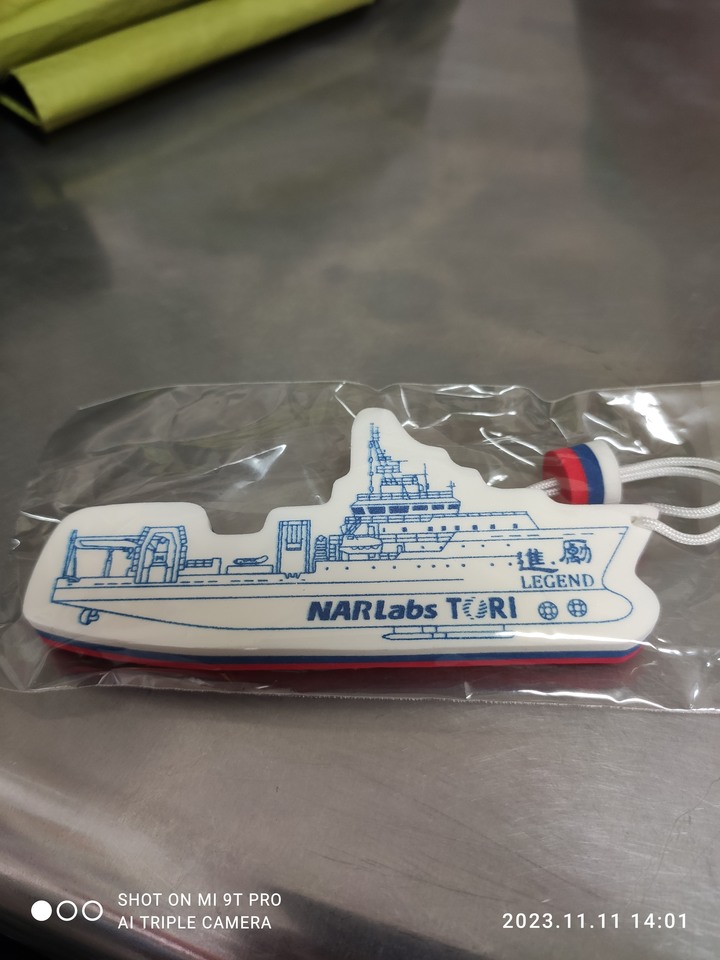 進勵
LEGEND
NARLabs TORI
SHOT ON MI 9T PRO
AI TRIPLE CAMERA
2023.11.11 14:01